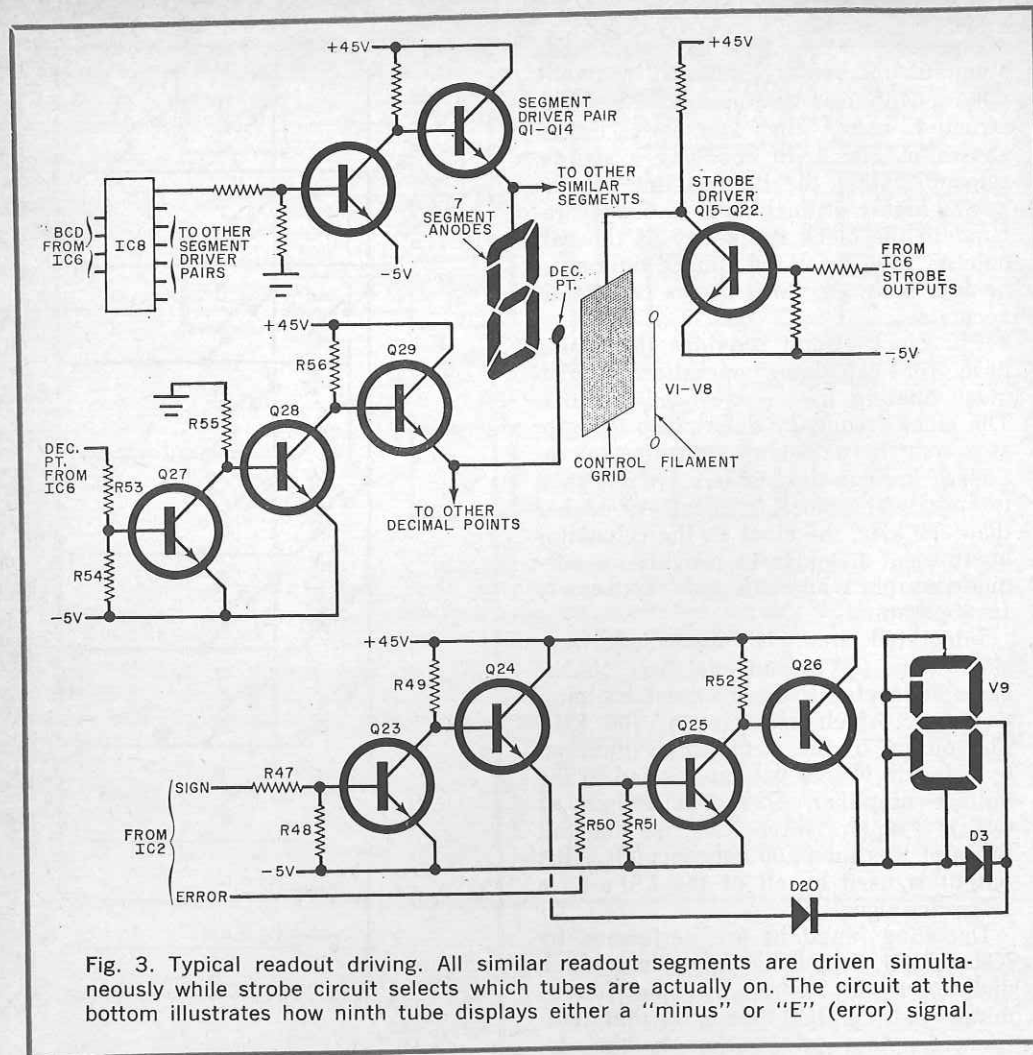 +45V
+45V
SEGMENT
DRIVER PAIR
Q1-Q14
TO OTHER
SIMILAR
SEGMENTS
STROBE
DRIVER
Q15-Q22
7
SEGMENT
ANODES
BCD
FROM
IC6
IC8
TO OTHER
SEGMENT
DRIVER
PAIRS
-5V
DEC.
PT.
FROM
IC6
STROBE
OUTPUTS
-5V
+45V
R56
Q29
R55
Q28
V1-V8
DEC.
PT.
FROM
IC6
R53
Q27
R54
CONTROL
GRID
FILAMENT
TO OTHER
DECIMAL POINTS
-5V
+45V
R49
Q24
R52
Q26
V9
Q23
Q25
FROM
IC2
SIGN
R47
R48
R50
R51
-5V
D3
ERROR
D20
Fig. 3. Typical readout driving. All similar readout segments are driven simulta-
neously while strobe circuit selects which tubes are actually on. The circuit at the
bottom illustrates how ninth tube displays either a "minus" or "E" (error) signal.